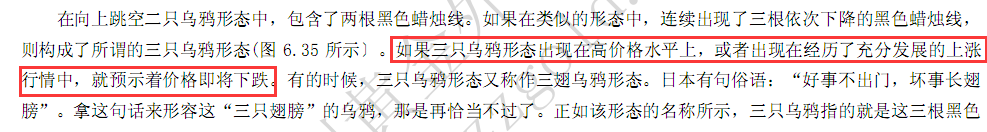 在向上跳空二只乌鸦形态中，包含了两根黑色蜡烛线。如果在类似的形态中，连续出现了三根依次下降的黑色蜡烛线，
则构成了所谓的三只乌鸦形态(图 6.35 所示〕。如果三只乌鸦形态出现在高价格水平上，或者出现在经历了充分发展的上涨
行情中，就预示着价格即将下跌。有的时候，三只乌鸦形态又称作三翅乌鸦形态。日本有句俗语：“好事不出门，坏事长翅
膀”。拿这句话来形容这“三只翅膀”的乌鸦，那是再恰当不过了。正如该形态的名称所示，三只乌鸦指的就是这三根黑色